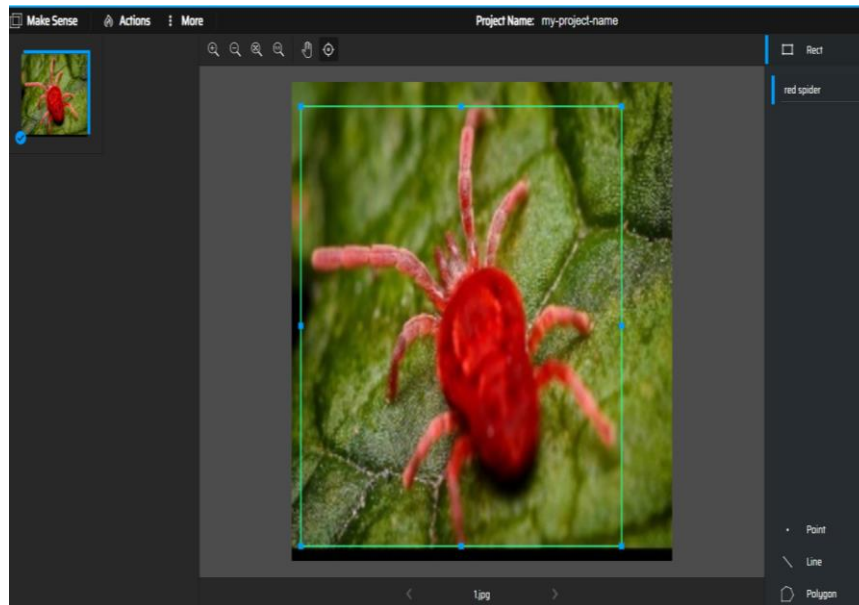 Make Sense Actions More Project Name: my-project-name
Rect
red spider
Point
Line
1.jpg
Polygon